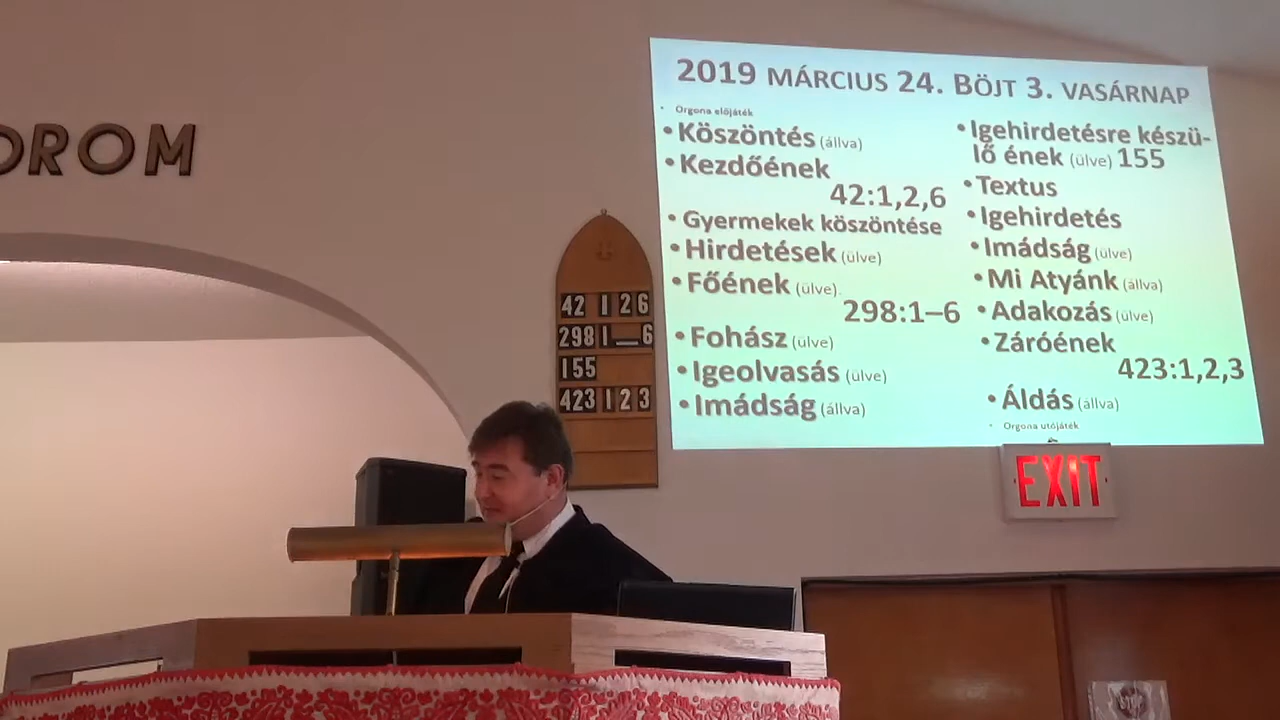 OROM
2019 MÁRCIUS 24. BÖJT 3. VASÁRNAP
• Orgona előjáték
• Köszöntés (állva)
• Kezdőének
42:1,2,6
• Gyermekek köszöntése
• Hirdetések (ülve)
• Főének (ülve)
298:1–6
• Fohász (ülve)
• Igeolvasás (ülve)
• Imádság (állva)
• Igehirdetésre készü-
lő ének (ülve) 155
• Textus
• Igehirdetés
• Imádság (ülve)
• Mi Atyánk (állva)
• Adakozás (ülve)
• Záróének
423:1,2,3
• Áldás (állva)
• Orgona utójáték
42 1 2 6
298 1 _ 6
155
423 1 2 3
EXIT
STOP